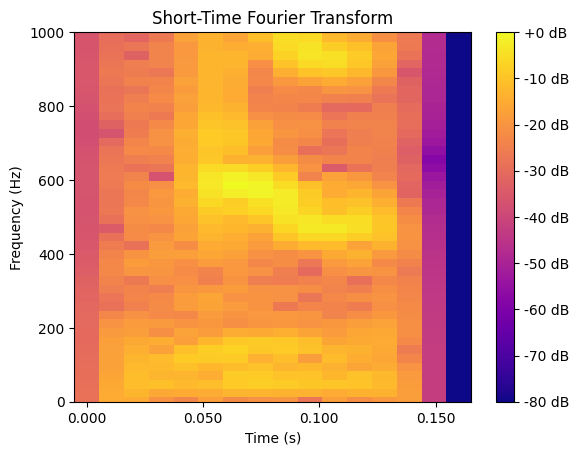 Short-Time Fourier Transform
1000
800
600
400
200
0
Frequency (Hz)
0.000
0.050
0.100
0.150
Time (s)
+0 dB
-10 dB
-20 dB
-30 dB
-40 dB
-50 dB
-60 dB
-70 dB
-80 dB